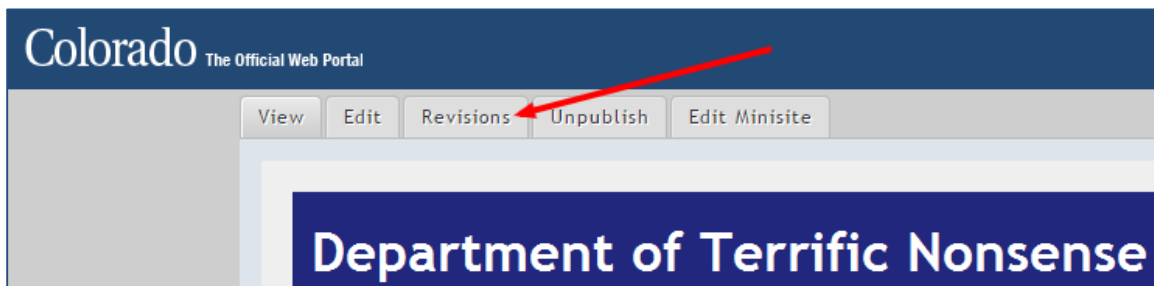 Colorado The Official Web Portal
View Edit Revisions Unpublish Edit Minisite
Department of Terrific Nonsense